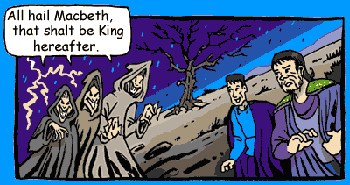 All hail Macbeth,
that shalt be King
hereafter.